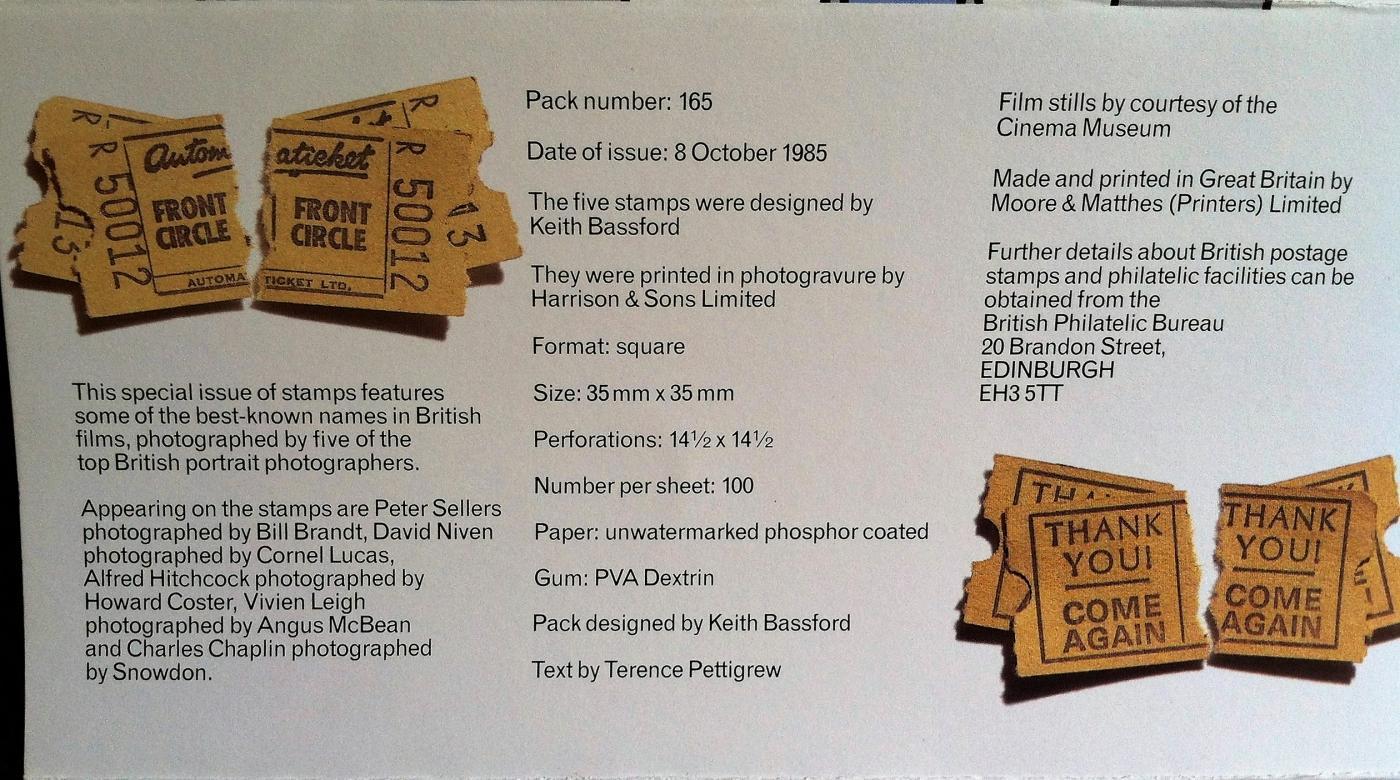 Automaticket
R 50012
FRONT CIRCLE
FRONT CIRCLE
R 50012
AUTOMATICKET LTD.
R
R
13
This special issue of stamps features
some of the best-known names in British
films, photographed by five of the
top British portrait photographers.
Appearing on the stamps are Peter Sellers
photographed by Bill Brandt, David Niven
photographed by Cornel Lucas,
Alfred Hitchcock photographed by
Howard Coster, Vivien Leigh
photographed by Angus McBean
and Charles Chaplin photographed
by Snowdon.
Pack number: 165
Date of issue: 8 October 1985
The five stamps were designed by
Keith Bassford
They were printed in photogravure by
Harrison & Sons Limited
Format: square
Size: 35 mm x 35 mm
Perforations: 14½ x 14½
Number per sheet: 100
Paper: unwatermarked phosphor coated
Gum: PVA Dextrin
Pack designed by Keith Bassford
Text by Terence Pettigrew
Film stills by courtesy of the
Cinema Museum
Made and printed in Great Britain by
Moore & Matthes (Printers) Limited
Further details about British postage
stamps and philatelic facilities can be
obtained from the
British Philatelic Bureau
20 Brandon Street,
EDINBURGH
EH3 5TT
THANK
YOU!
COME
AGAIN
THANK
YOU!
COME
AGAIN